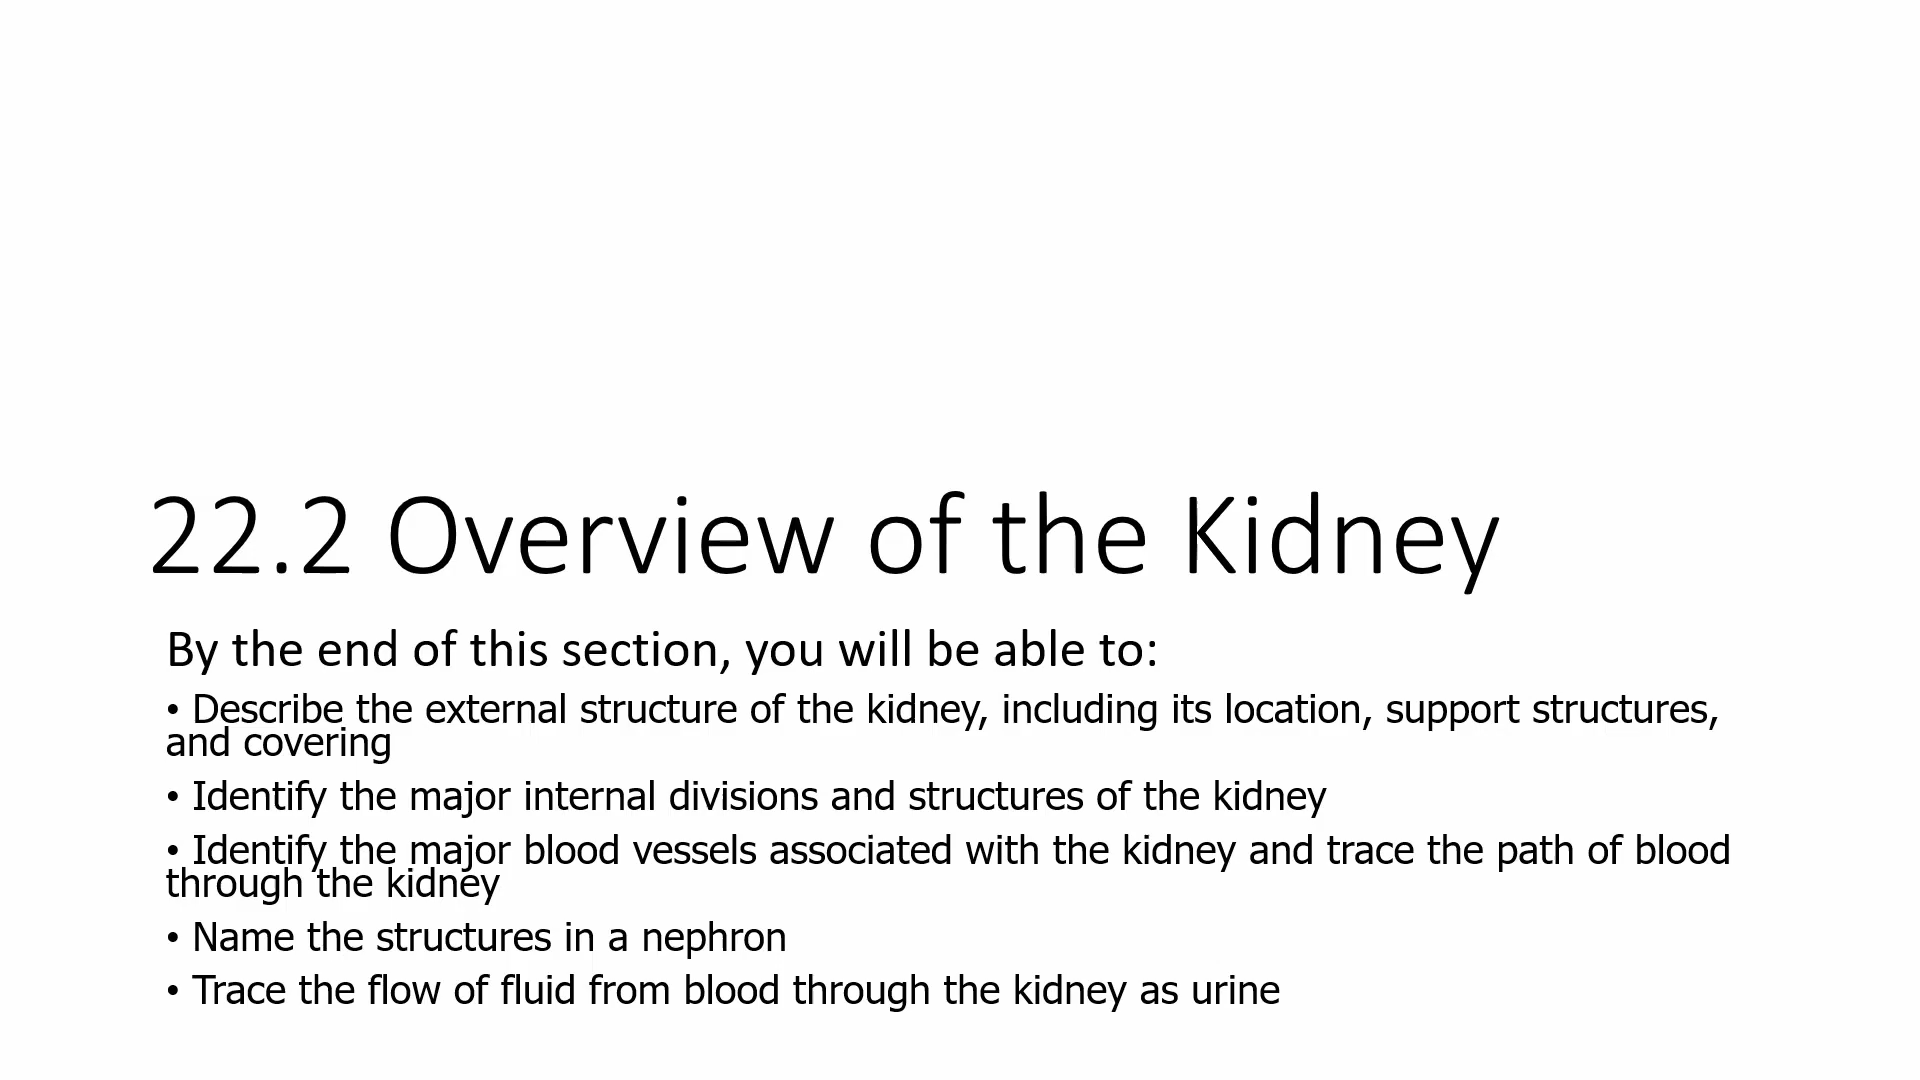 22.2 Overview of the Kidney
By the end of this section, you will be able to:
• Describe the external structure of the kidney, including its location, support structures,
and covering
• Identify the major internal divisions and structures of the kidney
• Identify the major blood vessels associated with the kidney and trace the path of blood
through the kidney
• Name the structures in a nephron
• Trace the flow of fluid from blood through the kidney as urine